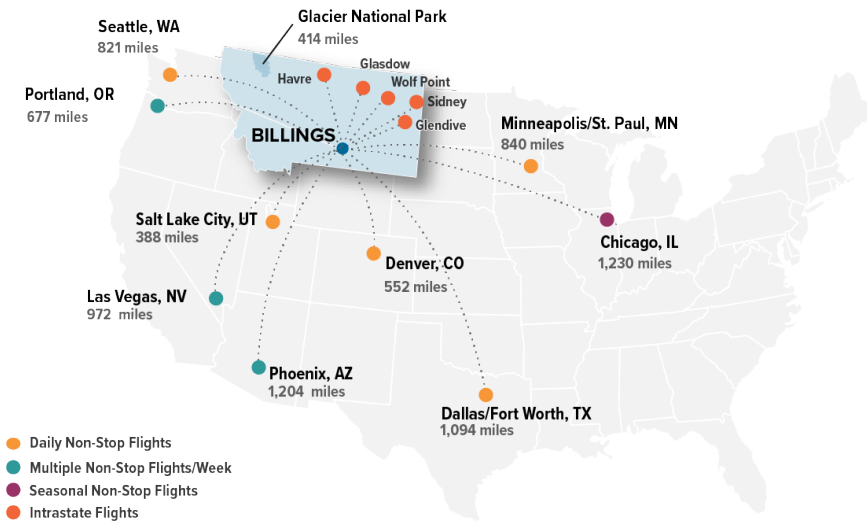 Glacier National Park
414 miles
Seattle, WA
821 miles
Glasdow
Havre
Wolf Point
Portland, OR
677 miles
Sidney
Glendive
BILLINGS
Minneapolis/St. Paul, MN
840 miles
Salt Lake City, UT
388 miles
Chicago, IL
1,230 miles
Denver, CO
552 miles
Las Vegas, NV
972 miles
Phoenix, AZ
1,204 miles
Dallas/Fort Worth, TX
1,094 miles
Daily Non-Stop Flights
Multiple Non-Stop Flights/Week
Seasonal Non-Stop Flights
Intrastate Flights